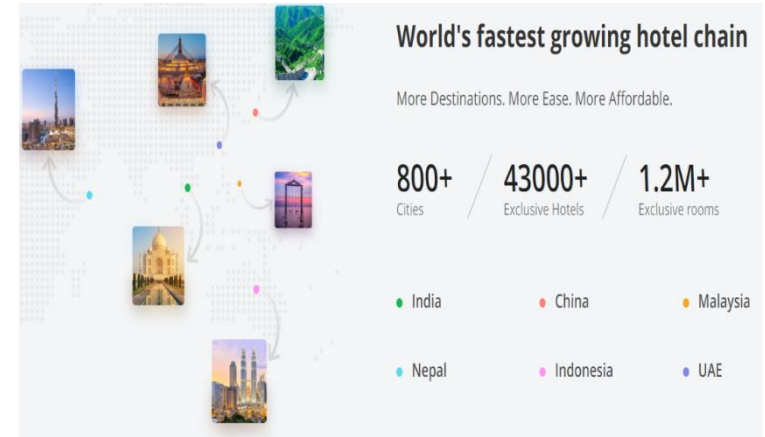 World's fastest growing hotel chain
More Destinations. More Ease. More Affordable.
800+ 43000+ 1.2M+
Cities Exclusive Hotels Exclusive rooms
India China Malaysia
Nepal Indonesia UAE